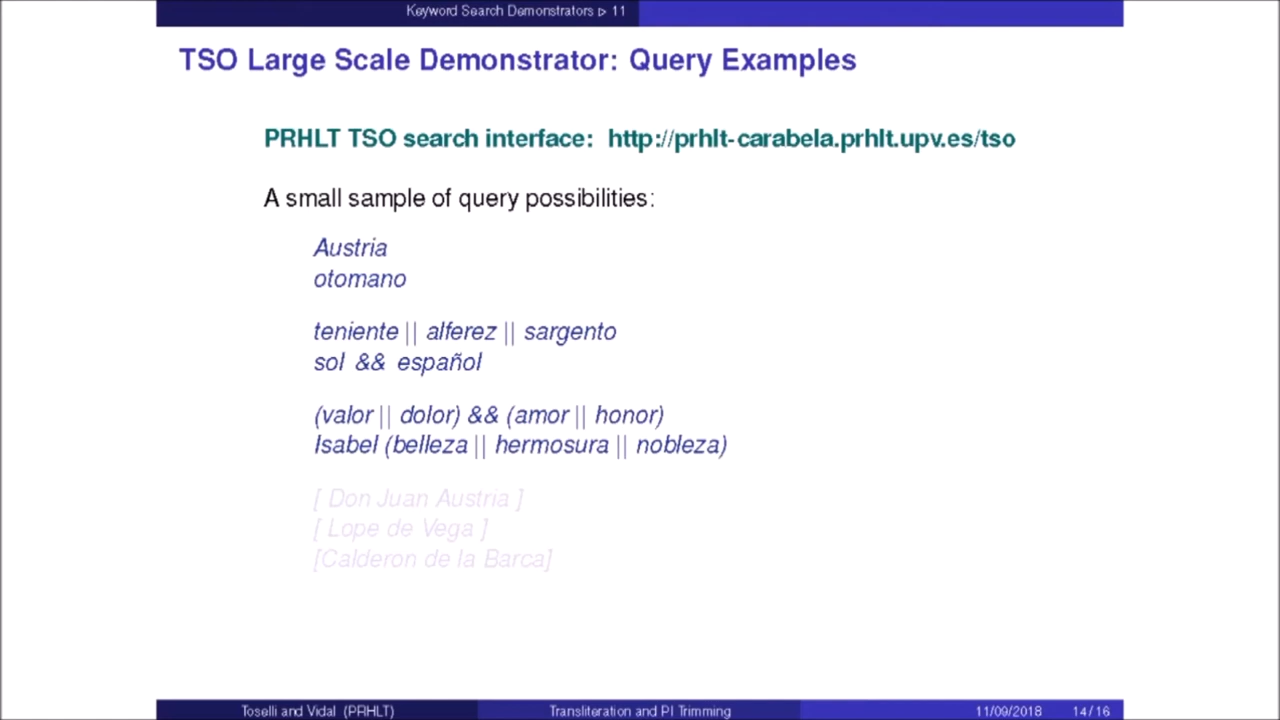 Keyword Search Demonstrators ▷ 11
TSO Large Scale Demonstrator: Query Examples
PRHLT TSO search interface: http://prhlt-carabela.prhlt.upv.es/tso
A small sample of query possibilities:
Austria
otomano
teniente || alferez || sargento
sol && español
(valor || dolor) && (amor || honor)
Isabel (belleza || hermosura || nobleza)
[ Don Juan Austria ]
[ Lope de Vega ]
[Calderon de la Barca]
Toselli and Vidal (PRHLT) Transliteration and PI Trimming 11/09/2018 14/16